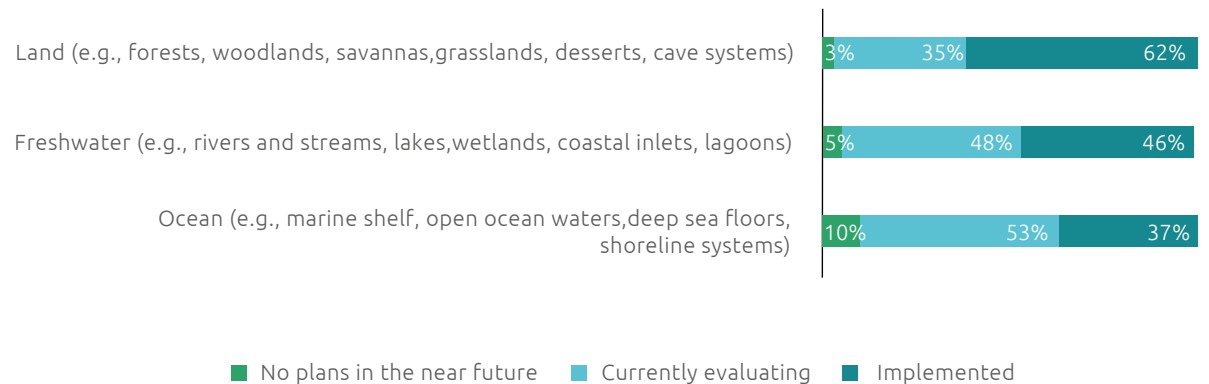 Land (e.g., forests, woodlands, savannas,grasslands, desserts, cave systems) 3% 35% 62%
Freshwater (e.g., rivers and streams, lakes,wetlands, coastal inlets, lagoons) 5% 48% 46%
Ocean (e.g., marine shelf, open ocean waters,deep sea floors,
shoreline systems) 10% 53% 37%
No plans in the near future Currently evaluating Implemented